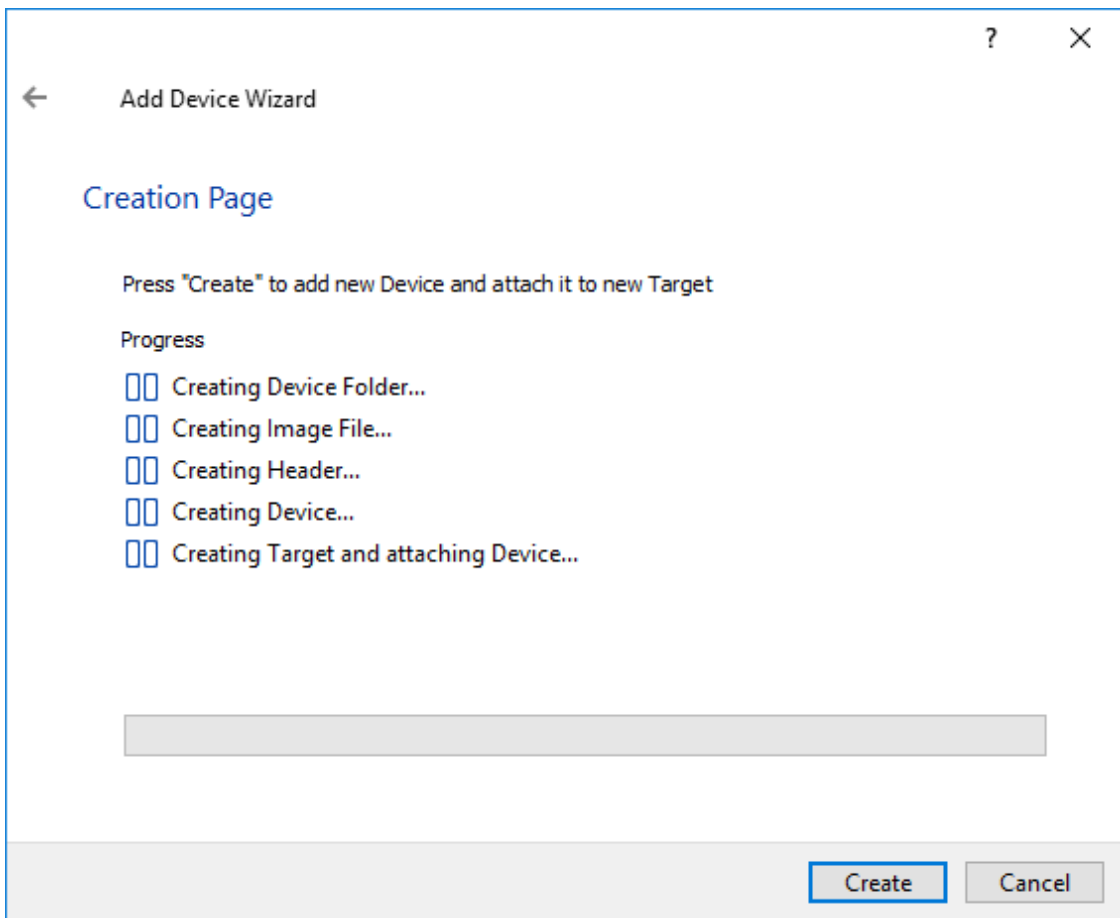 ?
Add Device Wizard
Creation Page
Press "Create" to add new Device and attach it to new Target
Progress
Creating Device Folder...
Creating Image File...
Creating Header...
Creating Device...
Creating Target and attaching Device...
Create Cancel